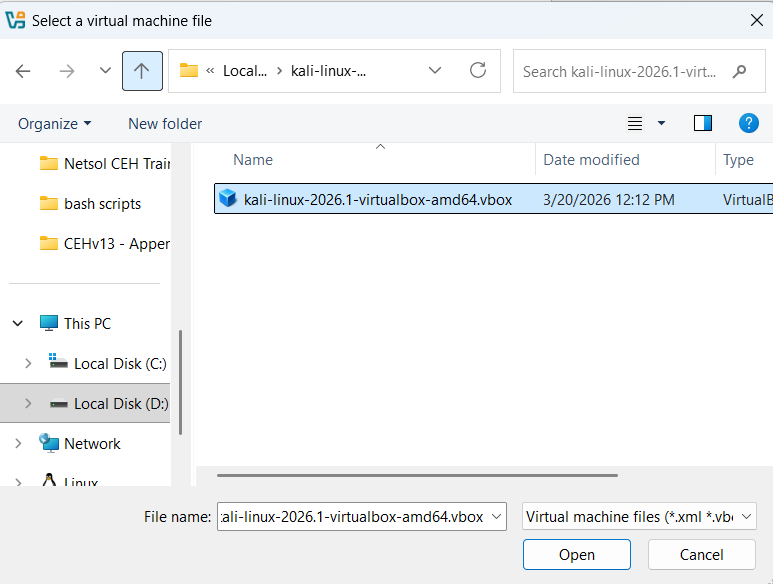 Select a virtual machine file
« Local... › kali-linux-...
Search kali-linux-2026.1-virt...
Organize
New folder
Name
Date modified
Type
Netsol CEH Train
bash scripts
CEHv13 - Apper
This PC
Local Disk (C:)
Local Disk (D:)
Network
Linux
kali-linux-2026.1-virtualbox-amd64.vbox
3/20/2026 12:12 PM
VirtualB
File name:
ali-linux-2026.1-virtualbox-amd64.vbox
Virtual machine files (*.xml *.vbo
Open
Cancel